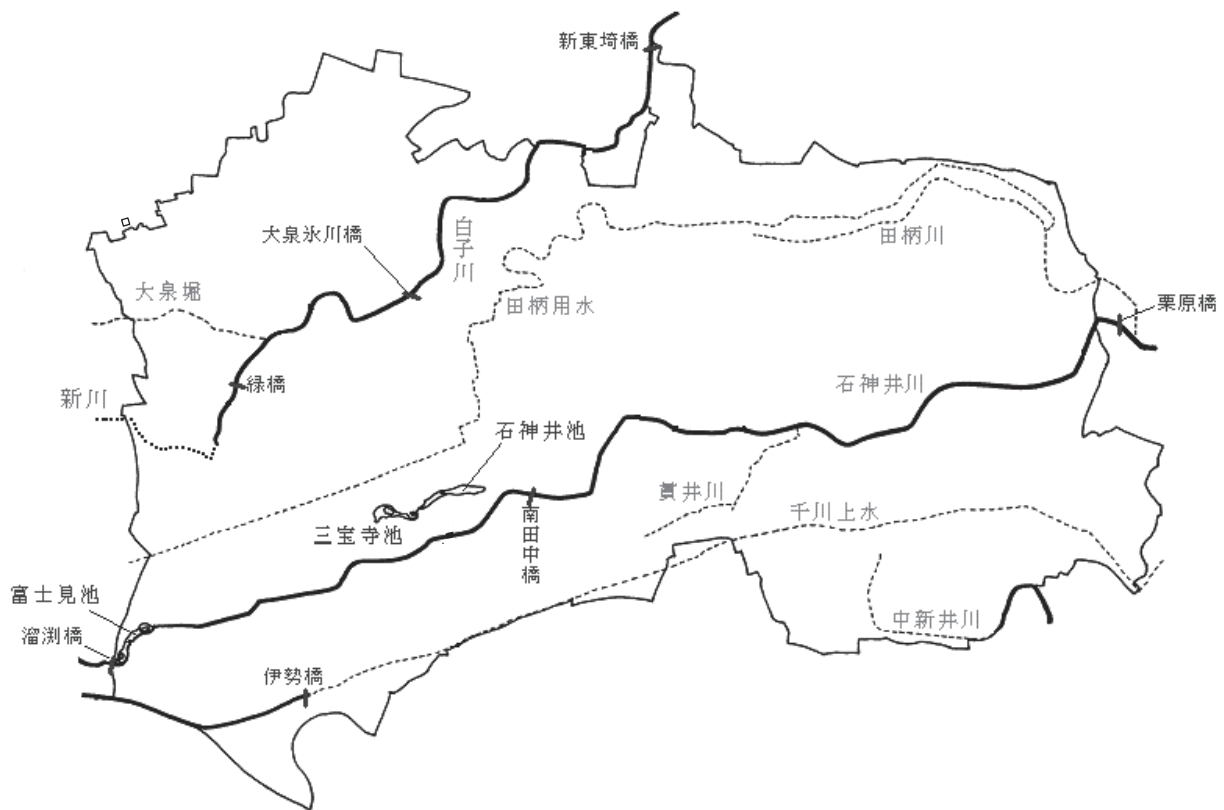 新東埼橋
大泉氷川橋
白子川
田柄川
大泉堀
田柄用水
栗原橋
緑橋
新川
石神井川
石神井池
貫井川
三宝寺池
南田中橋
千川上水
富士見池
溜渕橋
中新井川
伊勢橋